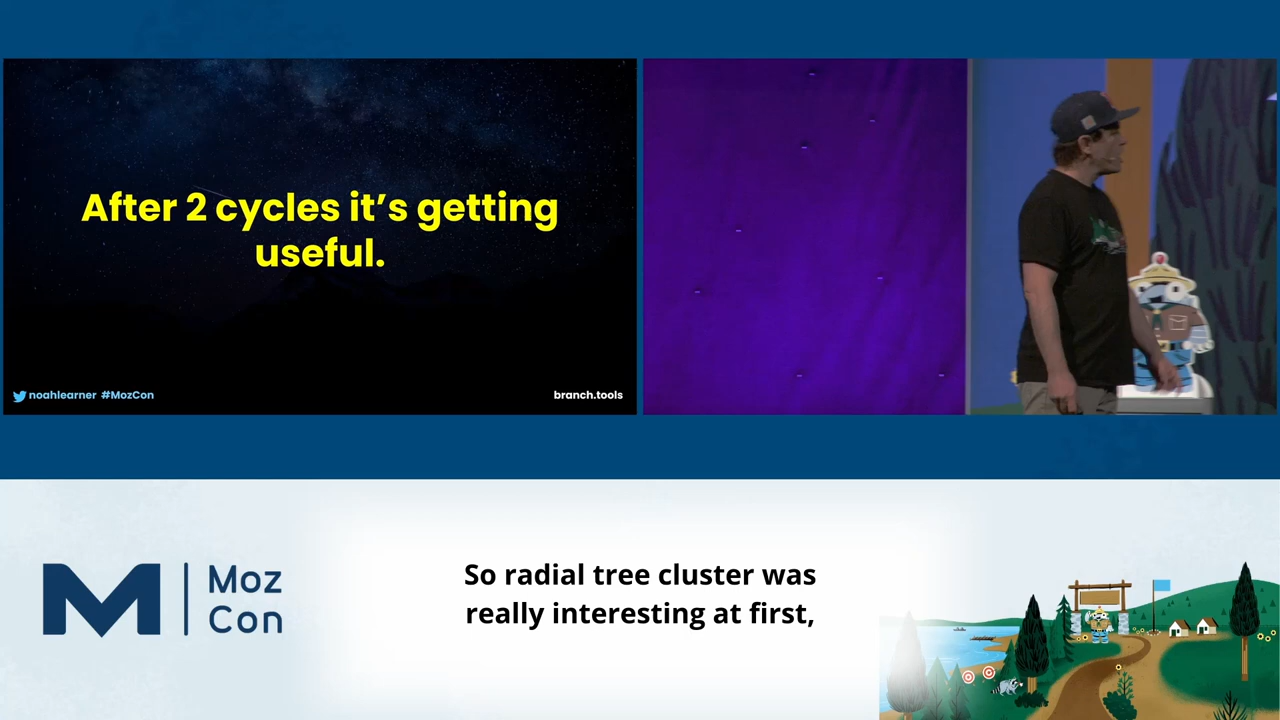 After 2 cycles it's getting
useful.
noahlearner #MozCon
branch.tools
Moz
Con
So radial tree cluster was
really interesting at first,